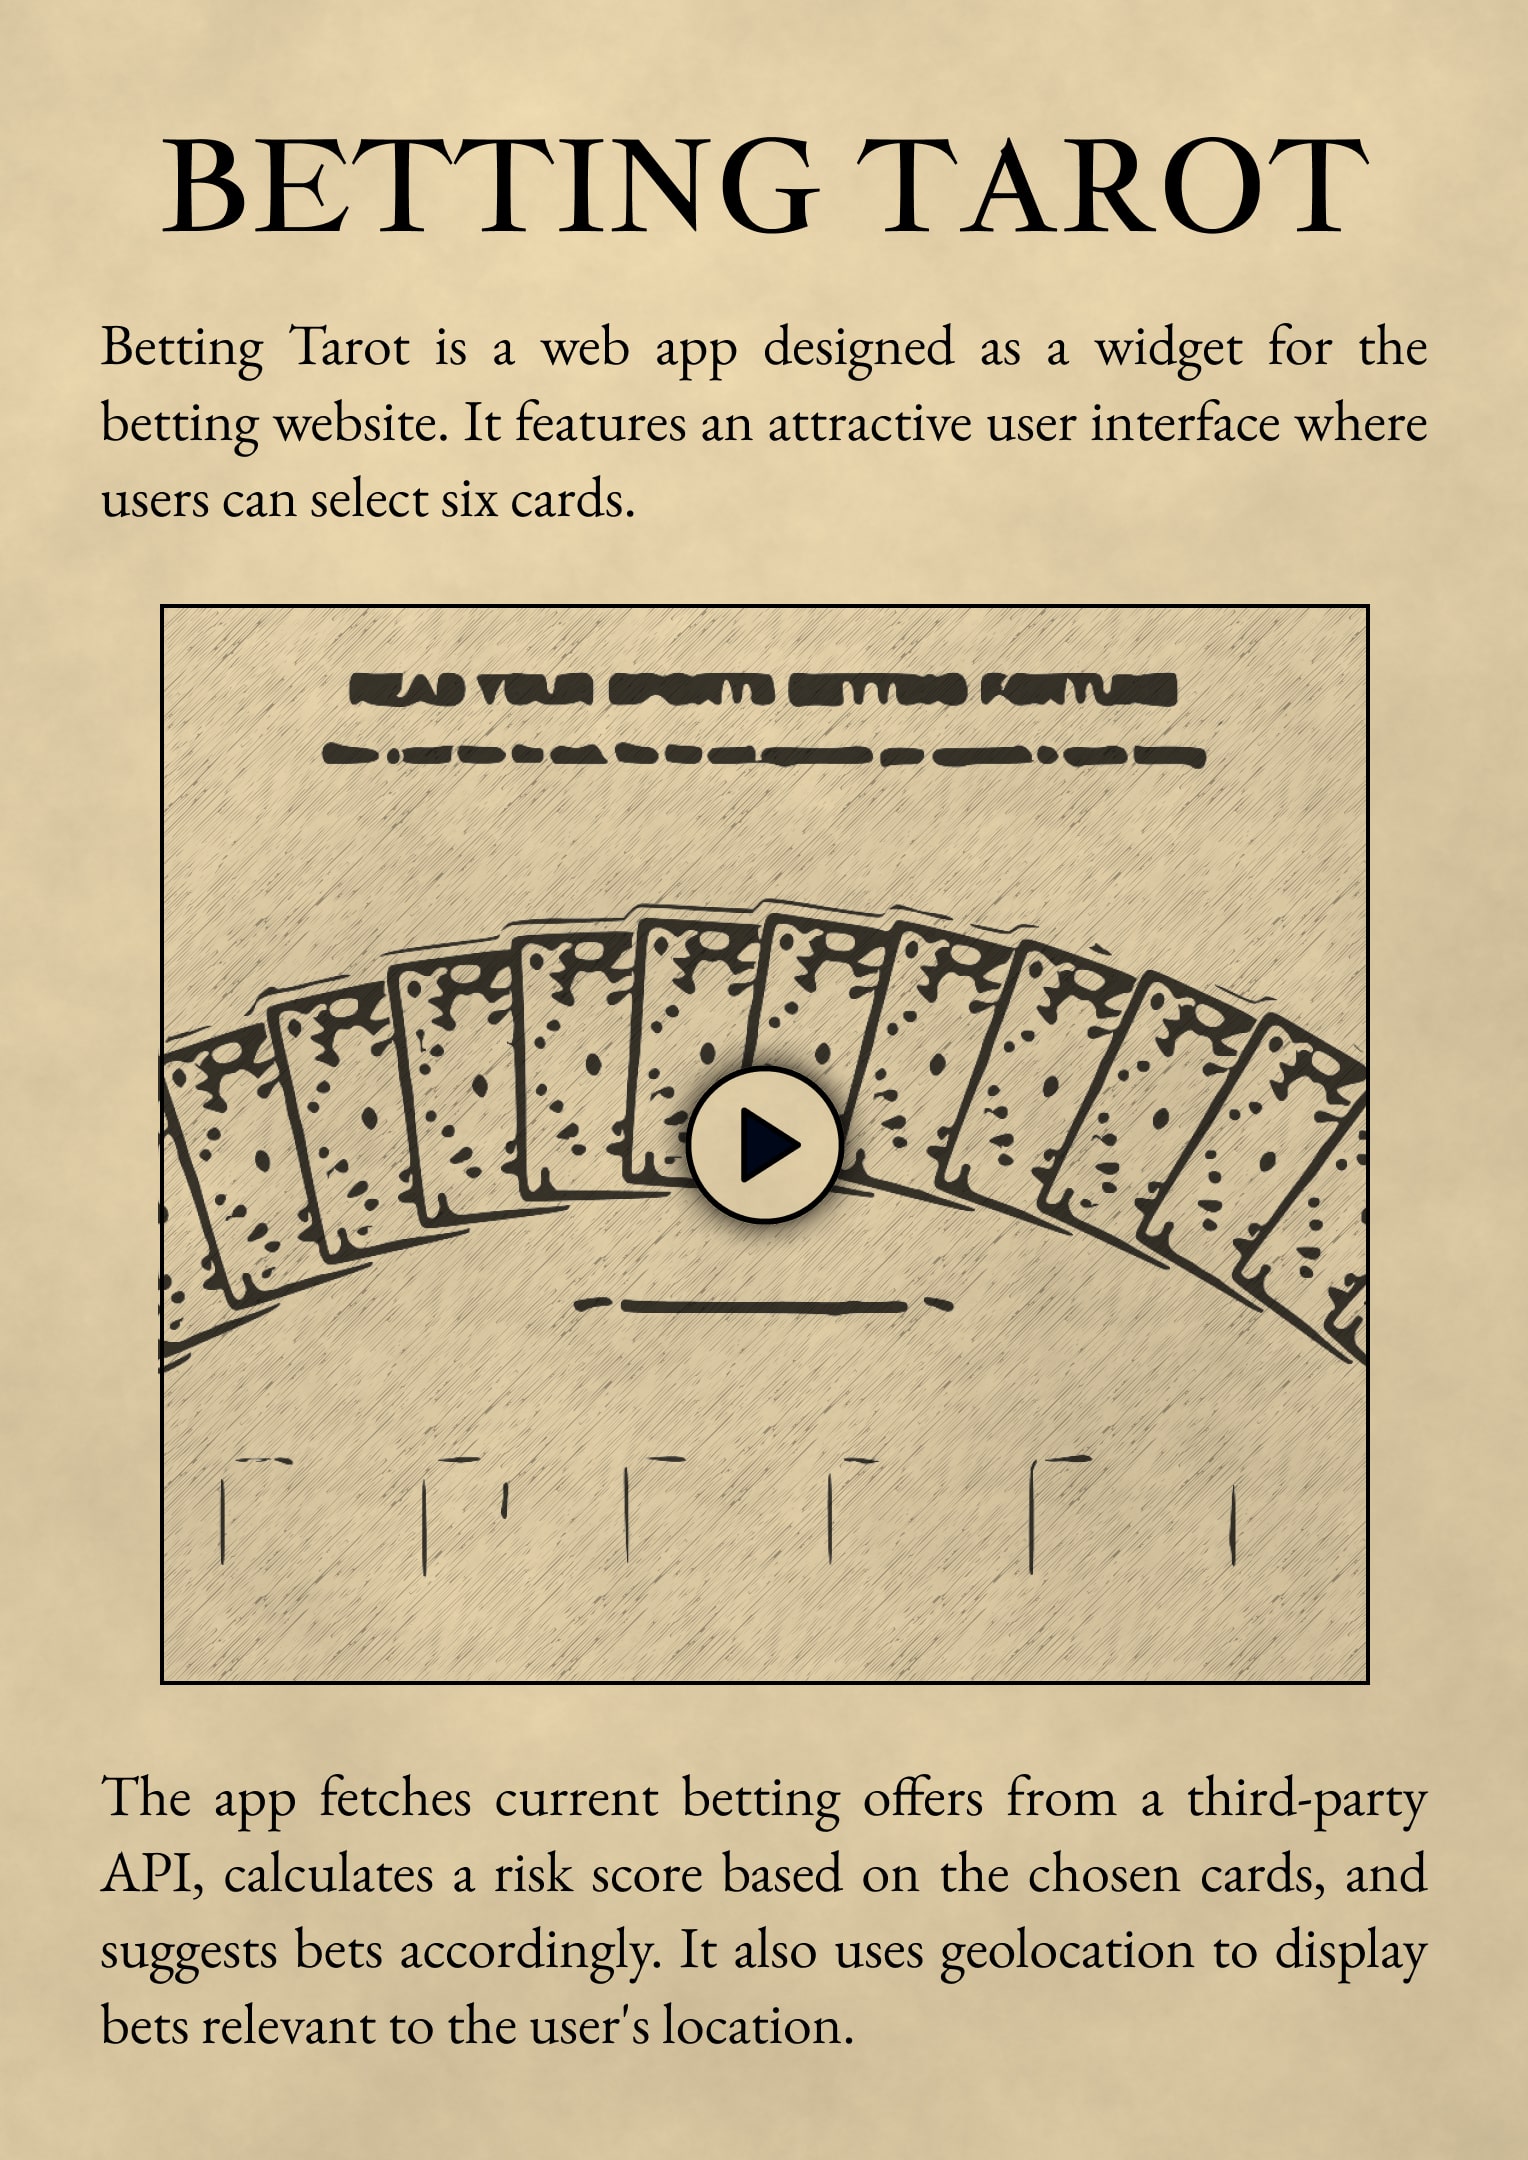 BETTING TAROT
Betting Tarot is a web app designed as a widget for the
betting website. It features an attractive user interface where
users can select six cards.
The app fetches current betting offers from a third-party
API, calculates a risk score based on the chosen cards, and
suggests bets accordingly. It also uses geolocation to display
bets relevant to the user's location.